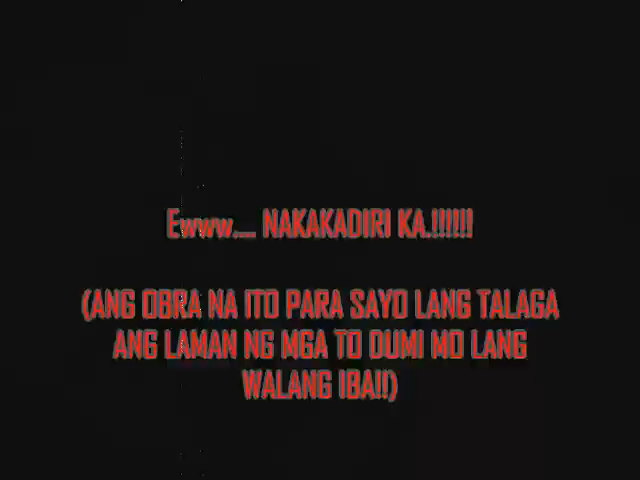 Ewww.... NAKAKADIRI KA.!!!!!!
(ANG OBRA NA ITO PARA SAYO LANG TALAGA
ANG LAMAN NG MGA TO DUMI MO LANG
WALANG IBA!!)